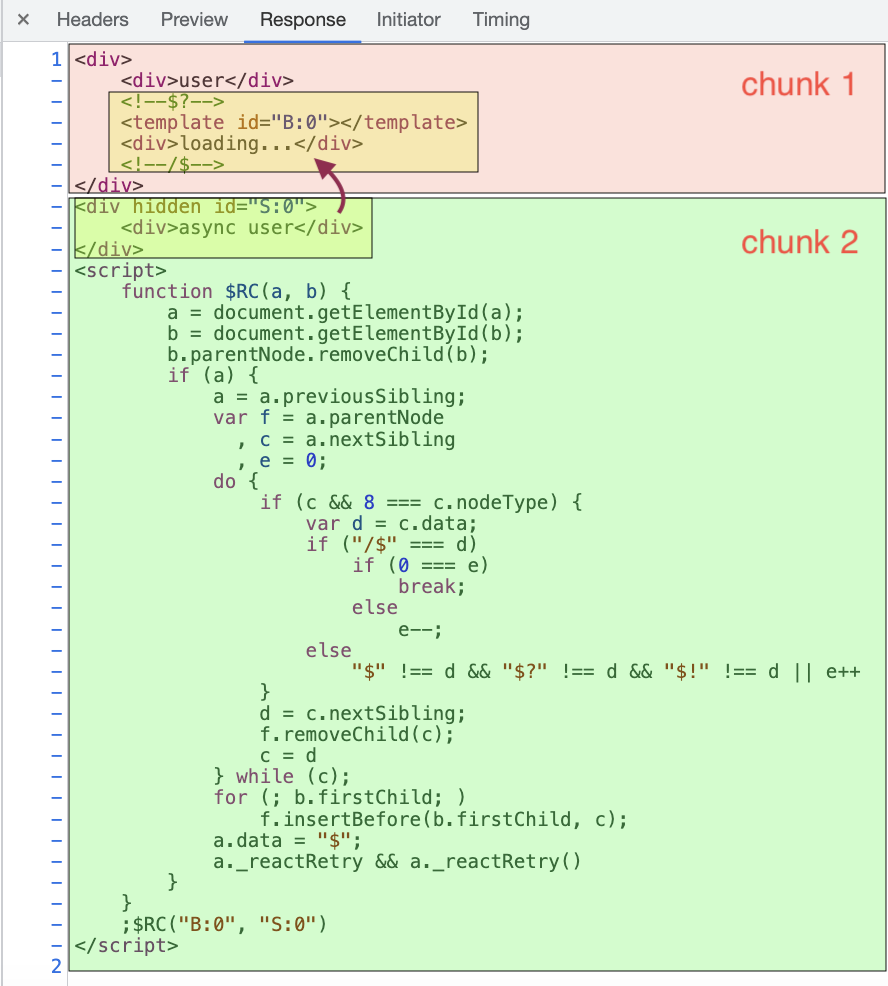 × Headers Preview Response Initiator Timing
1 <div>
– <div>user</div>
– <!--$?-->
chunk 1
– <template id="B:0"></template>
– <div>loading...</div>
– <!--/$-->
– </div>
– <div hidden id="S:0">
– <div>async user</div>
chunk 2
– </div>
– <script>
– function $RC(a, b) {
– a = document.getElementById(a);
– b = document.getElementById(b);
– b.parentNode.removeChild(b);
– if (a) {
– a = a.previousSibling;
– var f = a.parentNode
– , c = a.nextSibling
– , e = 0;
– do {
– if (c && 8 === c.nodeType) {
– var d = c.data;
– if ("/$" === d)
– if (0 === e)
– break;
– else
– e--;
– else
– "$" !== d && "$?" !== d && "$!" !== d || e++
– }
– d = c.nextSibling;
– f.removeChild(c);
– c = d
– } while (c);
– for (; b.firstChild; )
– f.insertBefore(b.firstChild, c);
– a.data = "$";
– a._reactRetry && a._reactRetry()
– }
– }
– ;$RC("B:0", "S:0")
– </script>
2